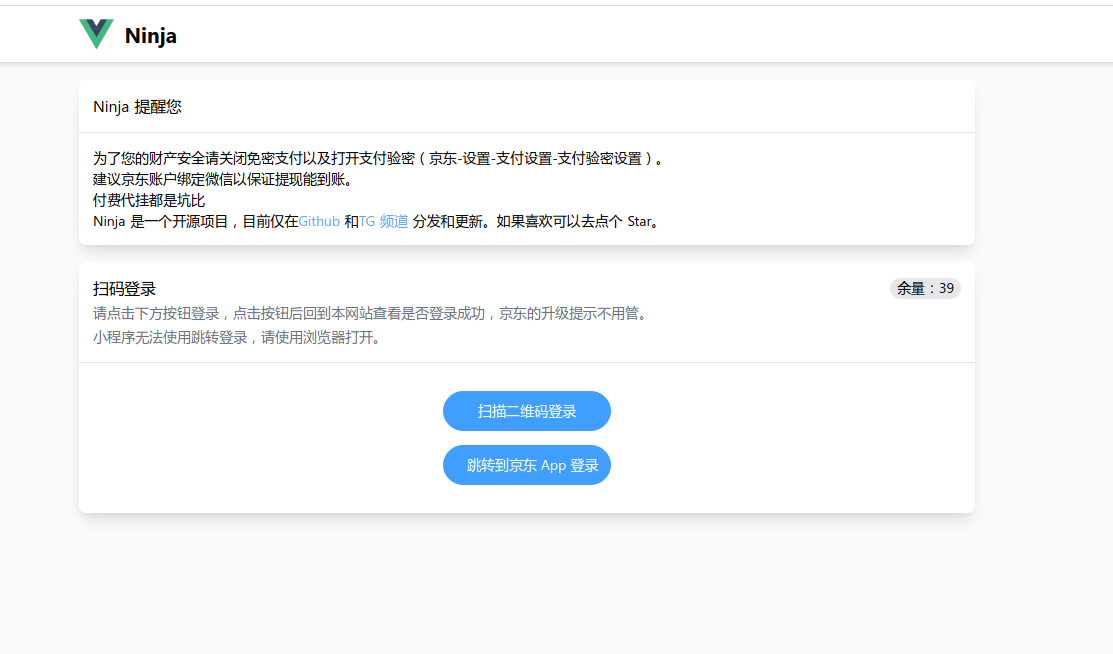 Ninja
Ninja 提醒您
为了您的财产安全请关闭免密支付以及打开支付验密（京东-设置-支付设置-支付验密设置）。
建议京东账户绑定微信以保证提现能到账。
付费代挂都是坑比
Ninja 是一个开源项目，目前仅在Github 和TG 频道 分发和更新。如果喜欢可以去点个 Star。
扫码登录
余量：39
请点击下方按钮登录，点击按钮后回到本网站查看是否登录成功，京东的升级提示不用管。
小程序无法使用跳转登录，请使用浏览器打开。
扫描二维码登录
跳转到京东 App 登录